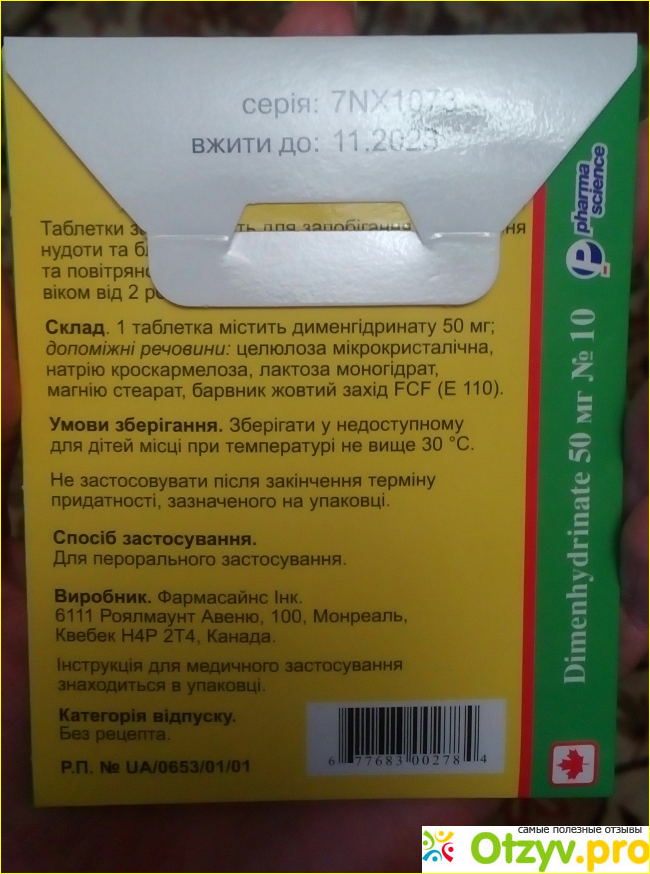 серія: 7NX1073
вжити до: 11.2023
Таблетки
нудоти та
та
віком від 2
Склад. 1 таблетка містить дименгідринату 50 мг;
допоміжні речовини: целюлоза мікрокристалічна,
натрію кроскармелоза, лактоза моногідрат,
магнію стеарат, барвник жовтий захід FCF (Е 110).
Умови зберігання. Зберігати у недоступному
для дітей місці при температурі не вище 30 °С.
Не застосовувати після закінчення терміну
придатності, зазначеного на упаковці.
Спосіб застосування.
Для перорального застосування.
Виробник. Фармасайнс Інк.
6111 Роялмаунт Авеню, 100, Монреаль,
Квебек H4P 2T4, Канада.
Інструкція для медичного застосування
знаходиться в упаковці.
Категорія відпуску.
Без рецепта.
Р.П. № UA/0653/01/01
6 77683 00278 4
pharma
science
Dimenhydrinate 50 мг № 10
самые полезные отзывы
Otzyv.pro